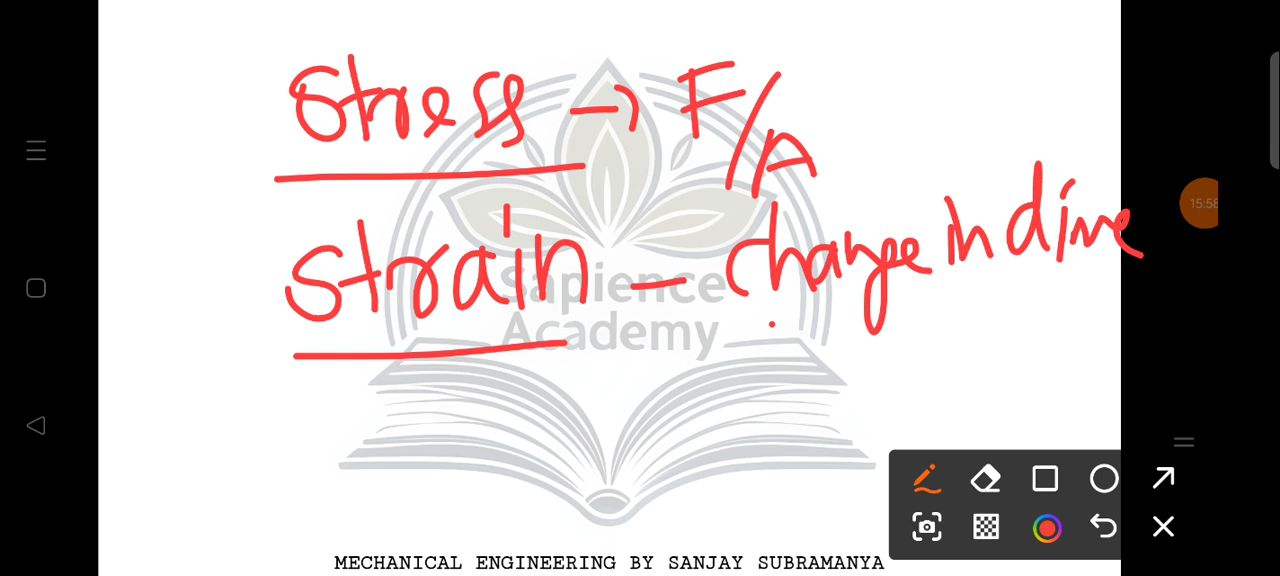 Stress → F/A
15:58
Strain - change in dime
Sapience
Academy
MECHANICAL ENGINEERING BY SANJAY SUBRAMANYA